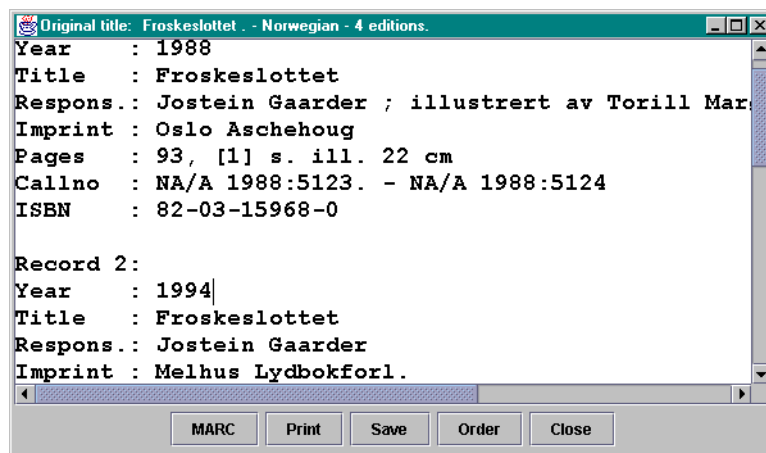 Original title: Froskeslottet . - Norwegian - 4 editions.
Year : 1988
Title : Froskeslottet
Respons.: Jostein Gaarder ; illustrert av Torill
Imprint : Oslo Aschehoug
Pages : 93, [1] s. ill. 22 cm
Callno : NA/A 1988:5123. - NA/A 1988:5124
ISBN : 82-03-15968-0
Record 2:
Year : 1994
Title : Froskeslottet
Respons.: Jostein Gaarder
Imprint : Melhus Lydbokforl.
MARC Print Save Order Close